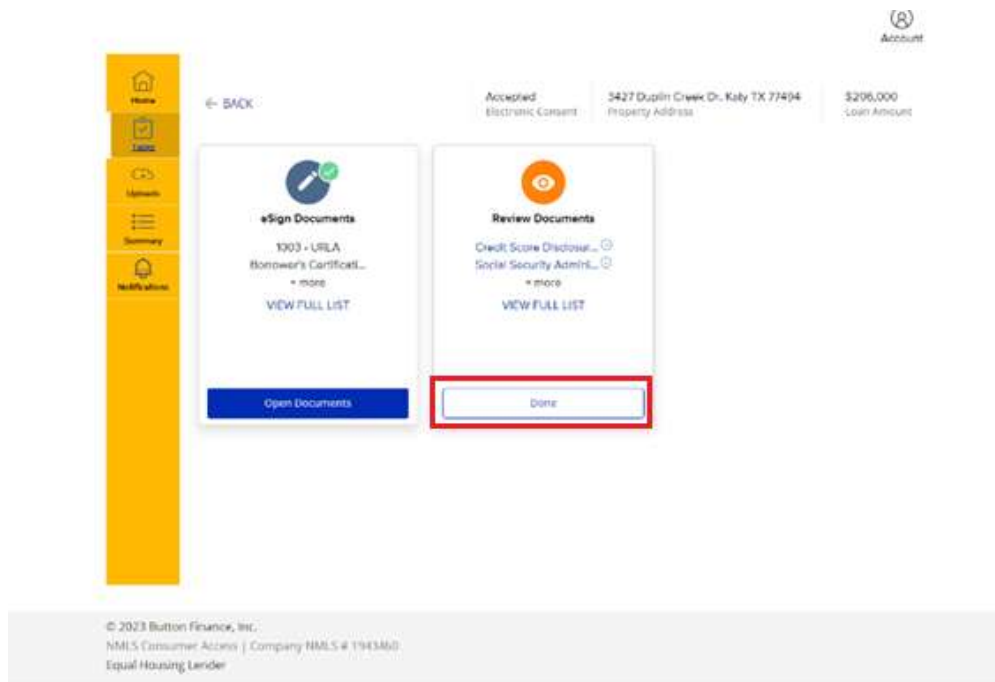 Account
Home
Tasks
Uploads
Summary
Notifications
← BACK
Accepted
Electronic Consent
3427 Duplin Creek Dr. Katy TX 77494
Property Address
$206,000
Loan Amount
eSign Documents
1003 - URLA
Borrower's Certificati...
+ more
VIEW FULL LIST
Open Documents
Review Documents
Credit Score Disclosur...
Social Security Admini...
+ more
VIEW FULL LIST
Done
© 2023 Button Finance, Inc.
NMLS Consumer Access | Company NMLS # 1943460
Equal Housing Lender